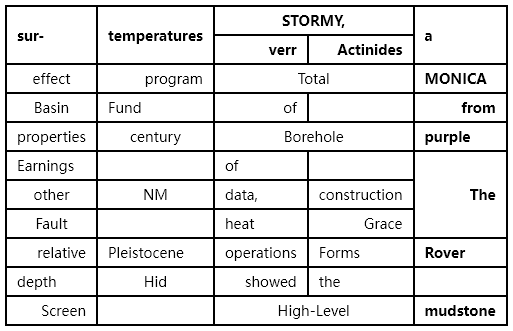 sur- temperatures STORMY, a
verr Actinides
effect program Total MONICA
Basin Fund of from
properties century Borehole purple
Earnings of
other NM data, construction The
Fault heat Grace
relative Pleistocene operations Forms Rover
depth Hid showed the
Screen High-Level mudstone